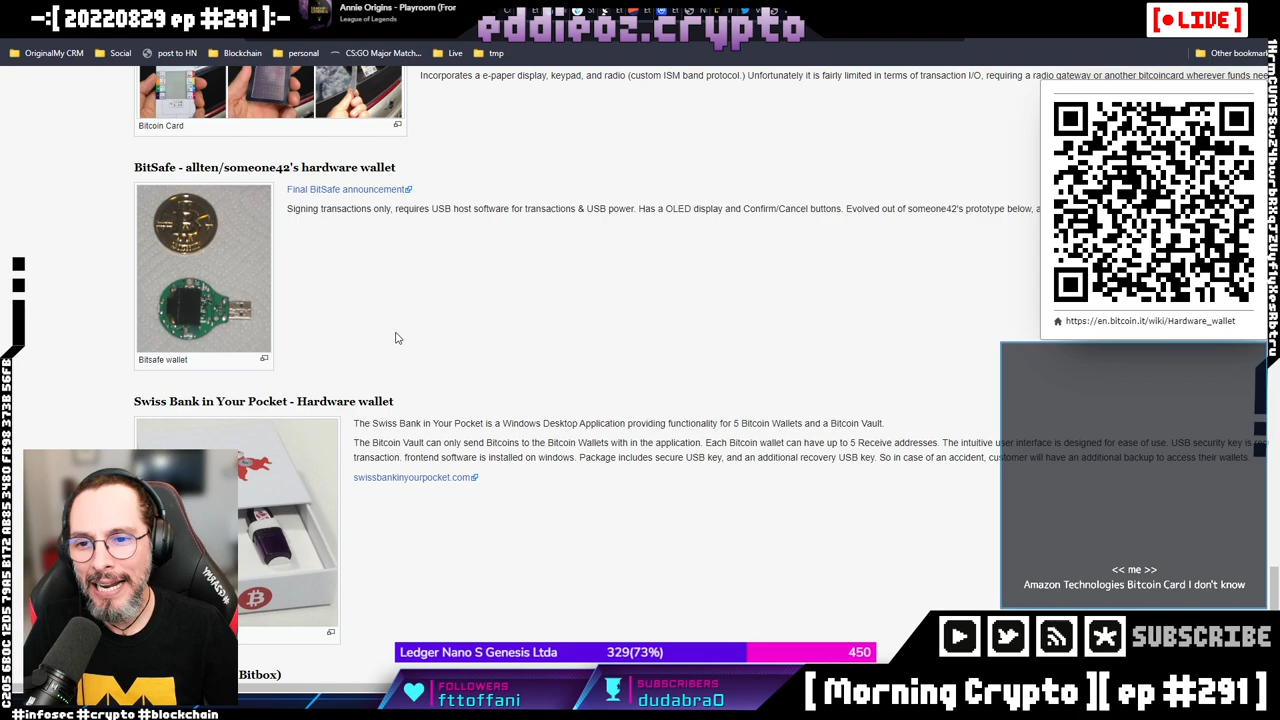 -:[ 20220829 ep #291 ]:-
Annie Origins - Playroom (Fror
League of Legends
eddieoz.crypto
[ • LIVE ]
OriginalMy CRM
Social
post to HN
Blockchain
personal
CS:GO Major Match...
Live
tmp
Other bookmar
Incorporates a e-paper display, keypad, and radio (custom ISM band protocol.) Unfortunately it is fairly limited in terms of transaction I/O, requiring a radio gateway or another bitcoincard wherever funds nee
Bitcoin Card
BitSafe - allten/someone42's hardware wallet
Final BitSafe announcement
Signing transactions only, requires USB host software for transactions & USB power. Has a OLED display and Confirm/Cancel buttons. Evolved out of someone42's prototype below, a
Bitsafe wallet
https://en.bitcoin.it/wiki/Hardware_wallet
Swiss Bank in Your Pocket - Hardware wallet
The Swiss Bank in Your Pocket is a Windows Desktop Application providing functionality for 5 Bitcoin Wallets and a Bitcoin Vault.
The Bitcoin Vault can only send Bitcoins to the Bitcoin Wallets with in the application. Each Bitcoin wallet can have up to 5 Receive addresses. The intuitive user interface is designed for ease of use. USB security key is
transaction. frontend software is installed on windows. Package includes secure USB key, and an additional recovery USB key. So in case of an accident, customer will have an additional backup to access their wallets.
swissbankinyourpocket.com
<< me >>
Amazon Technologies Bitcoin Card I don't know
Bitbox)
Ledger Nano S Genesis Ltda 329(73%) 450
FOLLOWERS
fttoffani
SUBSCRIBERS
dudabra0
SUBSCRIBE
[ Morning Crypto ][ ep #291 ]
#infosec #crypto #blockchain